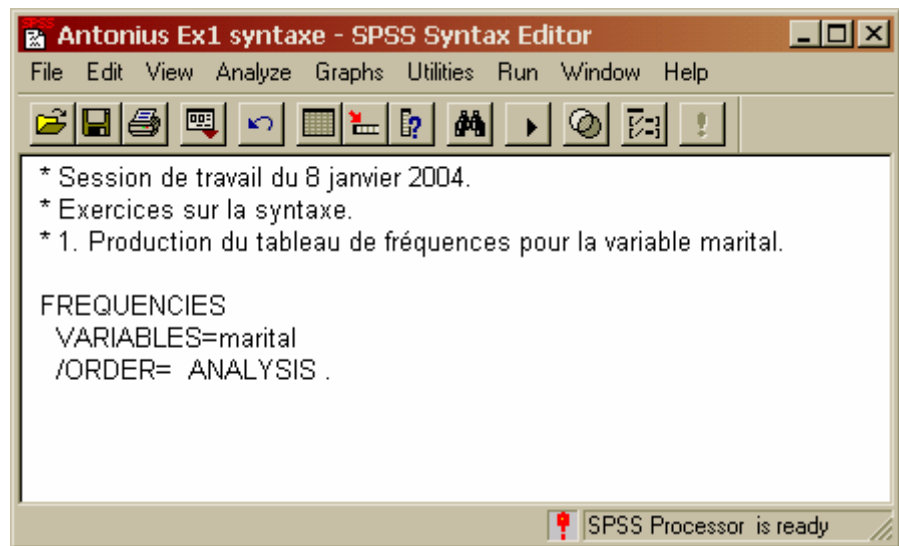 Antonius Ex1 syntaxe - SPSS Syntax Editor
File Edit View Analyze Graphs Utilities Run Window Help
* Session de travail du 8 janvier 2004.
* Exercices sur la syntaxe.
* 1. Production du tableau de fréquences pour la variable marital.
FREQUENCIES
VARIABLES=marital
/ORDER= ANALYSIS .
SPSS Processor is ready